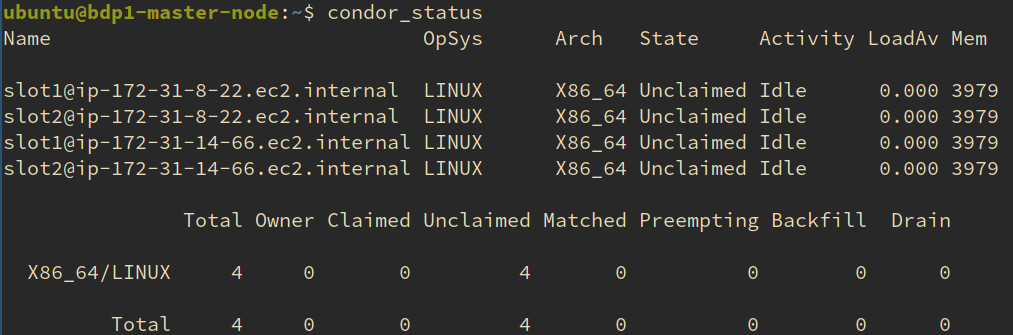 ubuntu@bdp1-master-node:~$ condor_status
Name OpSys Arch State Activity LoadAv Mem
slot1@ip-172-31-8-22.ec2.internal LINUX X86_64 Unclaimed Idle 0.000 3979
slot2@ip-172-31-8-22.ec2.internal LINUX X86_64 Unclaimed Idle 0.000 3979
slot1@ip-172-31-14-66.ec2.internal LINUX X86_64 Unclaimed Idle 0.000 3979
slot2@ip-172-31-14-66.ec2.internal LINUX X86_64 Unclaimed Idle 0.000 3979
Total Owner Claimed Unclaimed Matched Preempting Backfill Drain
X86_64/LINUX 4 0 0 4 0 0 0 0
Total 4 0 0 4 0 0 0 0